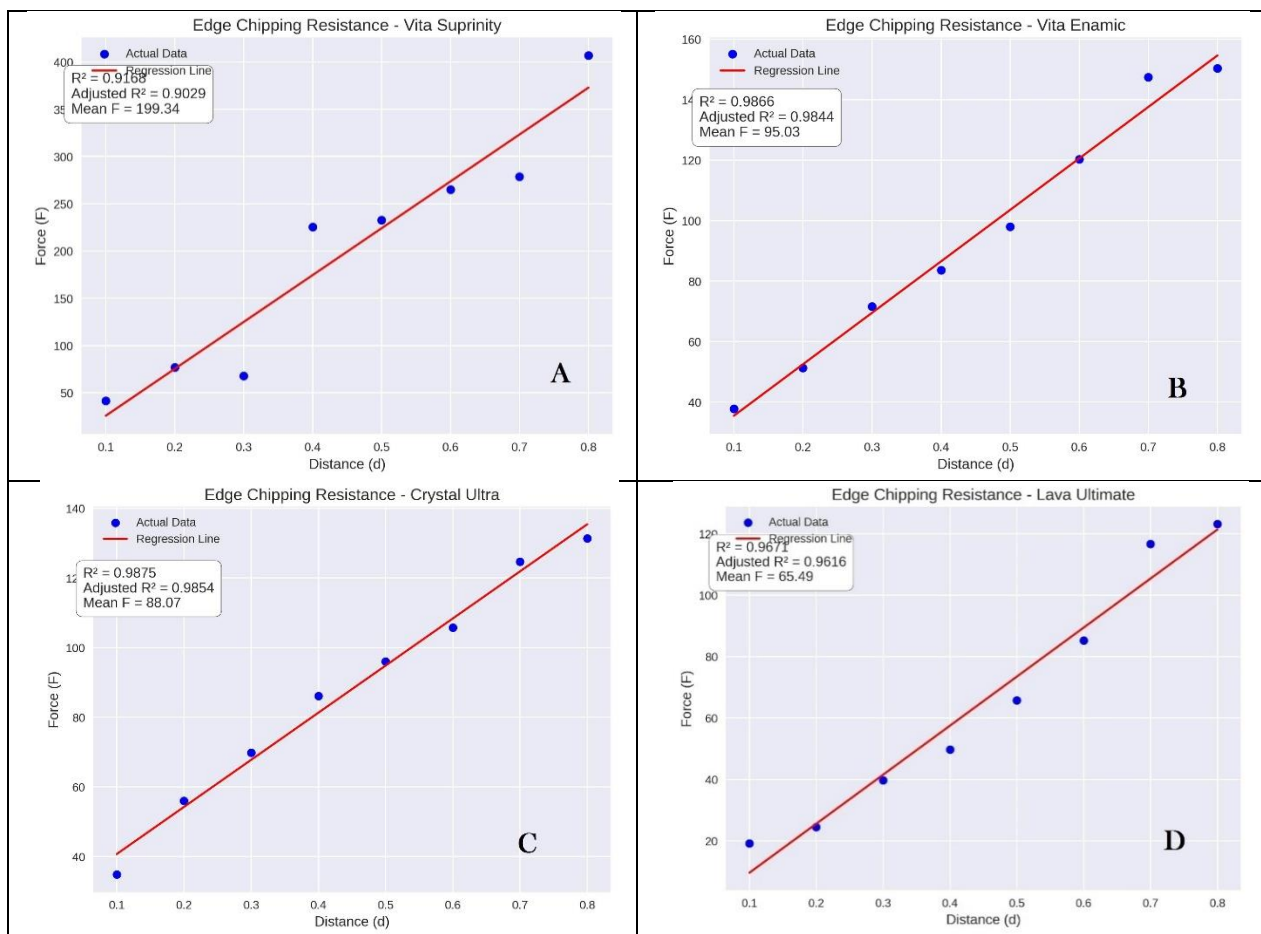 Edge Chipping Resistance - Vita Suprinity
Actual Data
Regression Line
R² = 0.9168
Adjusted R² = 0.9029
Mean F = 199.34
400
300
250
200
150
100
50
Force (F)
0.1 0.2 0.3 0.4 0.5 0.6 0.7 0.8
Distance (d)
A
Edge Chipping Resistance - Vita Enamic
Actual Data
Regression Line
R² = 0.9866
Adjusted R² = 0.9844
Mean F = 95.03
160
120
100
80
60
40
Force (F)
0.1 0.2 0.3 0.4 0.5 0.6 0.7 0.8
Distance (d)
B
Edge Chipping Resistance - Crystal Ultra
Actual Data
Regression Line
R² = 0.9875
Adjusted R² = 0.9854
Mean F = 88.07
140
100
80
60
40
Force (F)
0.1 0.2 0.3 0.4 0.5 0.6 0.7 0.8
Distance (d)
C
Edge Chipping Resistance - Lava Ultimate
Actual Data
Regression Line
R² = 0.9671
Adjusted R² = 0.9616
Mean F = 65.49
120
100
80
60
40
20
Force (F)
0.1 0.2 0.3 0.4 0.5 0.6 0.7 0.8
Distance (d)
D